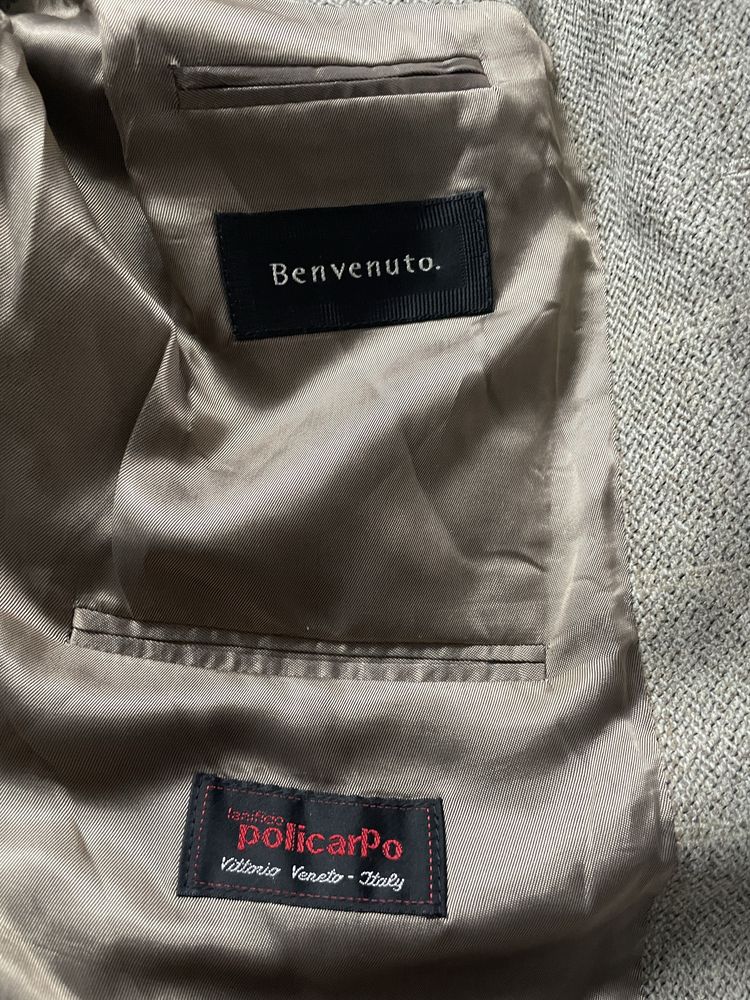 Benvenuto.
lanificio
policarPo
Vittorio Veneto - Italy